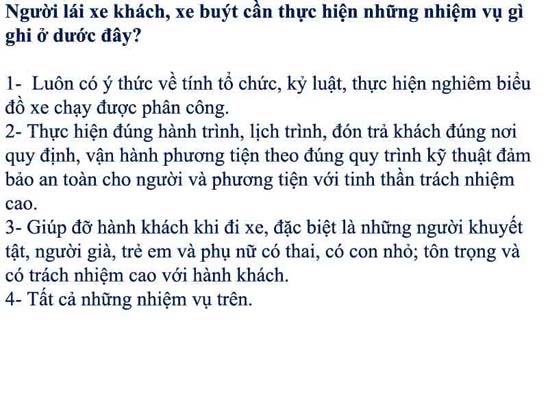 Người lái xe khách, xe buýt cần thực hiện những nhiệm vụ gì
ghi ở dước đây?
1- Luôn có ý thức về tính tổ chức, kỷ luật, thực hiện nghiêm biểu
đồ xe chạy được phân công.
2- Thực hiện đúng hành trình, lịch trình, đón trả khách đúng nơi
quy định, vận hành phương tiện theo đúng quy trình kỹ thuật đảm
bảo an toàn cho người và phương tiện với tinh thần trách nhiệm
cao.
3- Giúp đỡ hành khách khi đi xe, đặc biệt là những người khuyết
tật, người già, trẻ em và phụ nữ có thai, có con nhỏ; tôn trọng và
có trách nhiệm cao với hành khách.
4- Tất cả những nhiệm vụ trên.